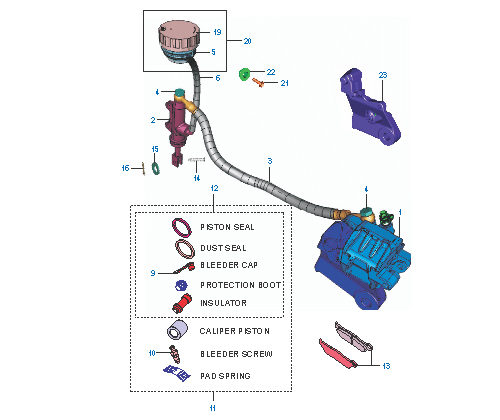 19
20
5
6
22
21
23
4
2
15
16
14
3
12
4
1
PISTON SEAL
DUST SEAL
9 BLEEDER CAP
PROTECTION BOOT
INSULATOR
CALIPER PISTON
10 BLEEDER SCREW
PAD SPRING
13
11